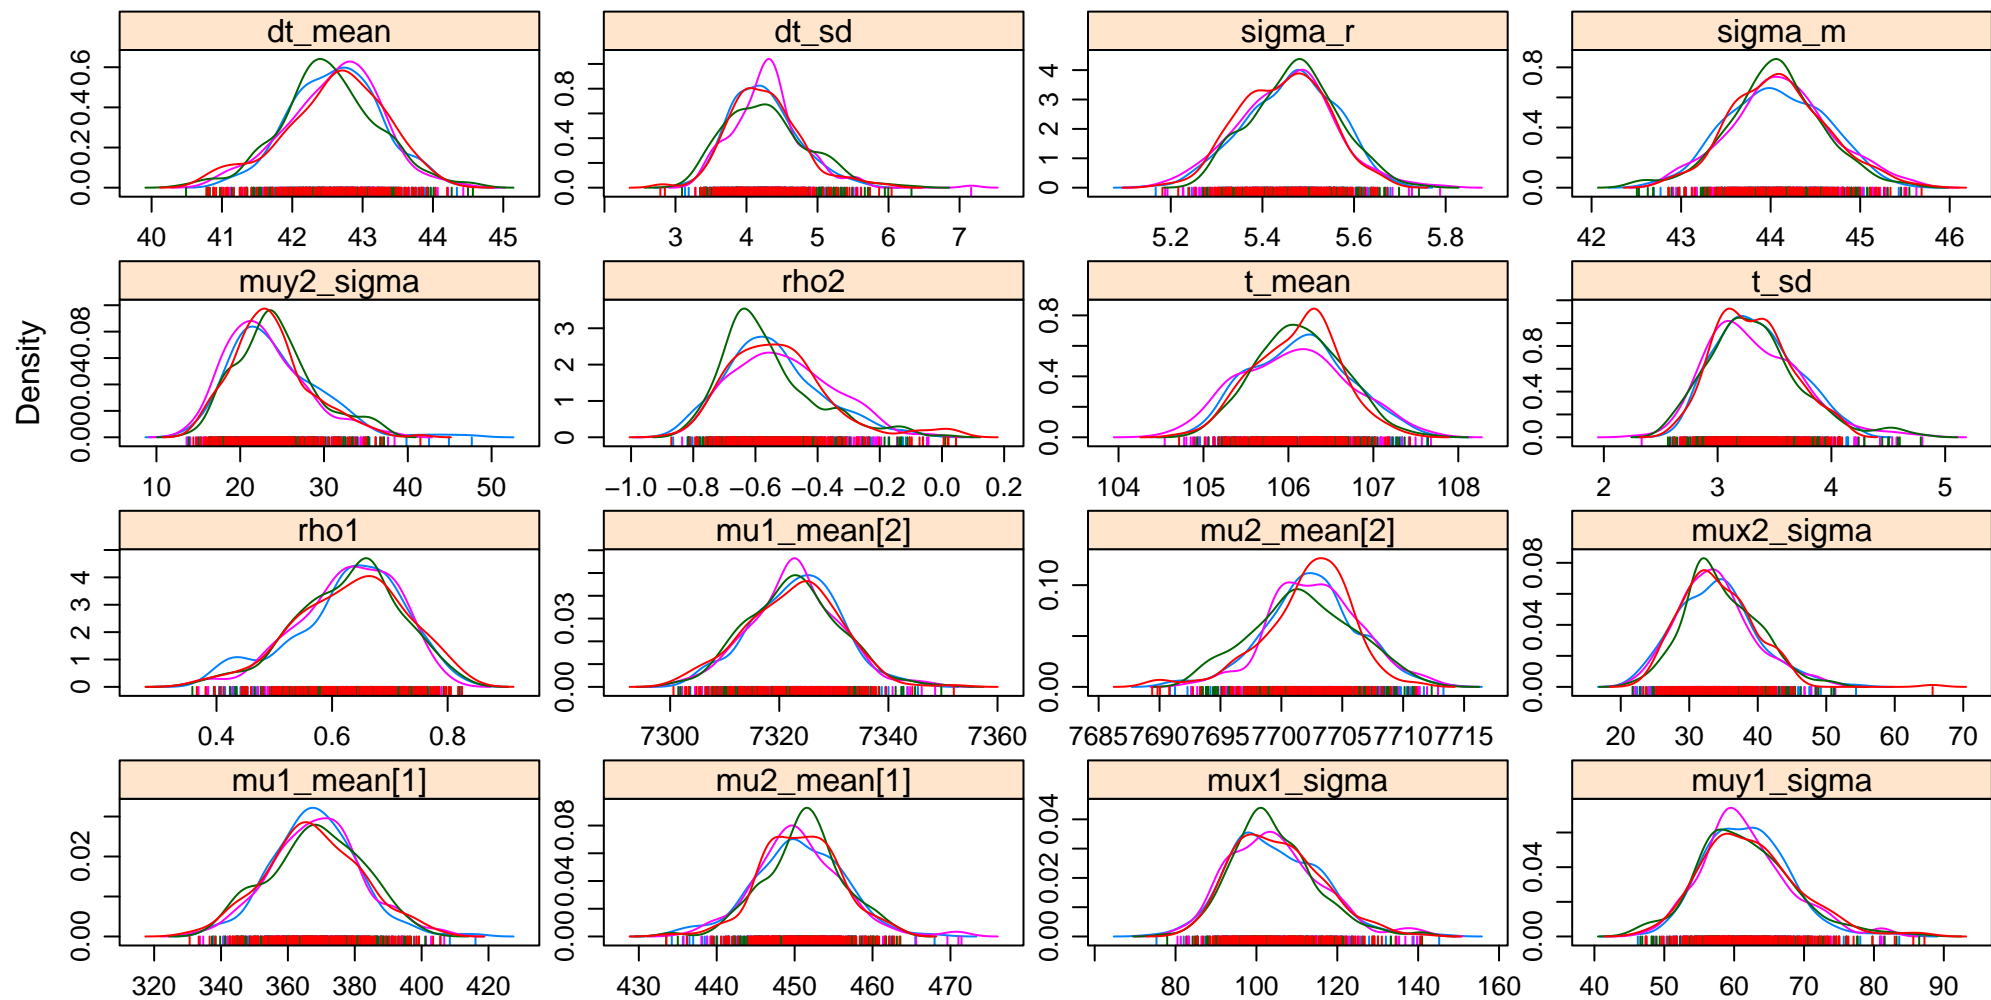 dt_mean
dt_sd
sigma_r
sigma_m
0.0 0.2 0.4 0.6
0.0 0.4 0.8
0 1 2 3 4
0.0 0.4 0.8
40 41 42 43 44 45
3 4 5 6 7
5.2 5.4 5.6 5.8
42 43 44 45 46
muy2_sigma
rho2
t_mean
t_sd
0.00 0.04 0.08
0 1 2 3
0.0 0.4 0.8
0.0 0.4 0.8
10 20 30 40 50
−1.0 −0.8 −0.6 −0.4 −0.2 0.0 0.2
104 105 106 107 108
2 3 4 5
Density
rho1
mu1_mean[2]
mu2_mean[2]
mux2_sigma
0 1 2 3 4
0.00 0.03
0.00 0.10
0.00 0.04 0.08
0.4 0.6 0.8
7300 7320 7340 7360
7685 7690 7695 7700 7705 7710 7715
20 30 40 50 60 70
mu1_mean[1]
mu2_mean[1]
mux1_sigma
muy1_sigma
0.00 0.02
0.00 0.04 0.08
0.00 0.02 0.04
0.00 0.04
320 340 360 380 400 420
430 440 450 460 470
80 100 120 140 160
40 50 60 70 80 90